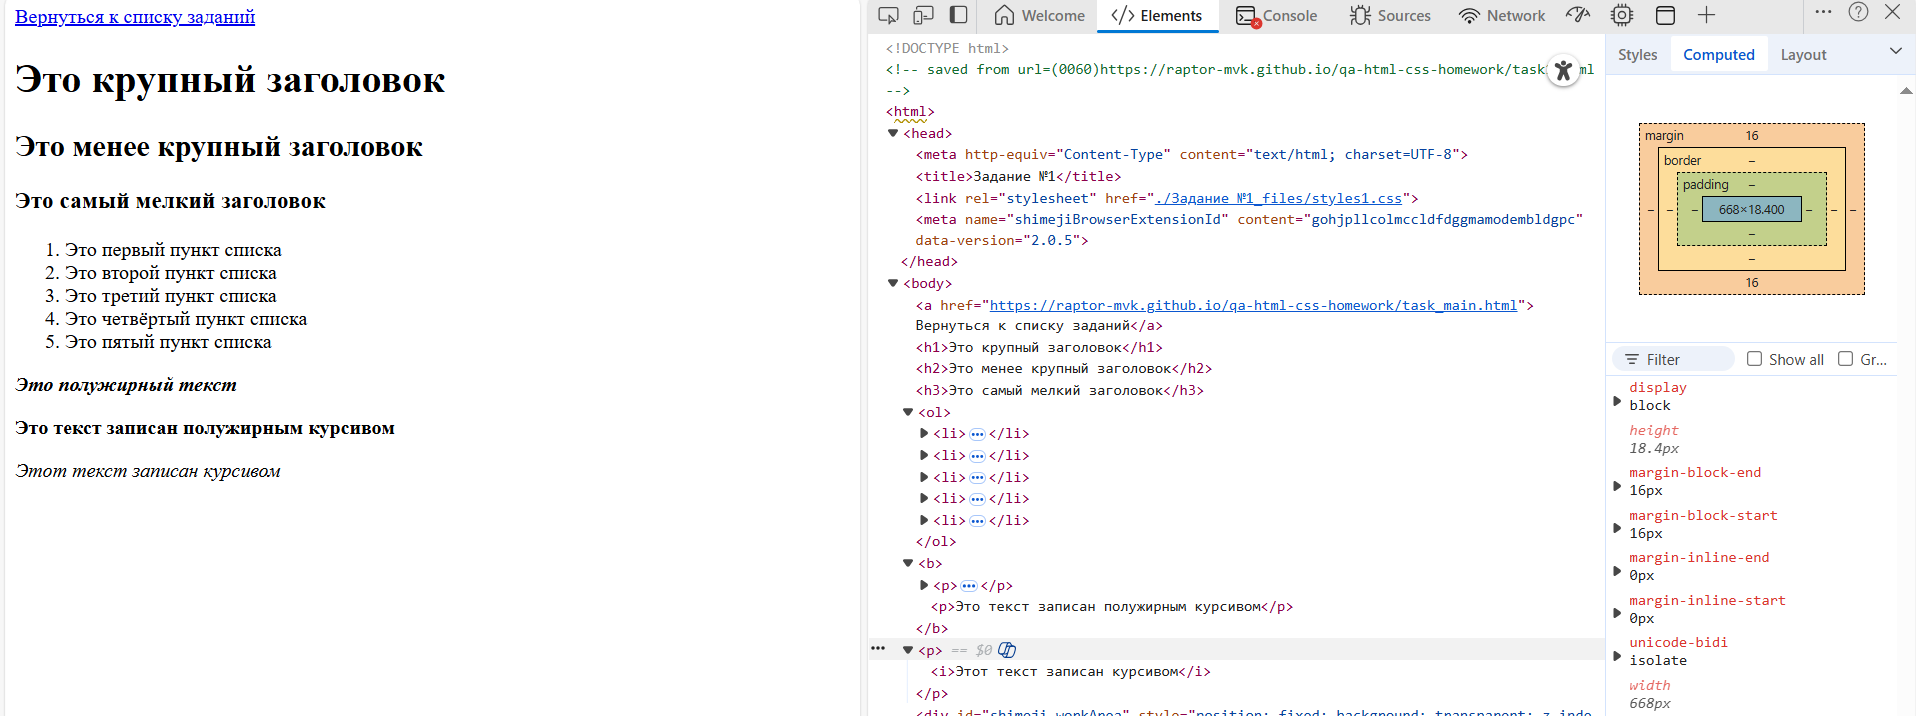 Вернуться к списку заданий
Это крупный заголовок
Это менее крупный заголовок
Это самый мелкий заголовок
1. Это первый пункт списка
2. Это второй пункт списка
3. Это третий пункт списка
4. Это четвёртый пункт списка
5. Это пятый пункт списка
Это полужирный текст
Это текст записан полужирным курсивом
Этот текст записан курсивом
Welcome
</> Elements
Console
Sources
Network
<!DOCTYPE html>
<!-- saved from url=(0060)https://raptor-mvk.github.io/qa-html-css-homework/task ml
-->
<html>
<head>
<meta http-equiv="Content-Type" content="text/html; charset=UTF-8">
<title>Задание №1</title>
<link rel="stylesheet" href="./Задание №1_files/styles1.css">
<meta name="shimejiBrowserExtensionId" content="gohjpllcolmccldfdggmamodembldgpc"
data-version="2.0.5">
</head>
<body>
<a href="https://raptor-mvk.github.io/qa-html-css-homework/task_main.html">
Вернуться к списку заданий</a>
<h1>Это крупный заголовок</h1>
<h2>Это менее крупный заголовок</h2>
<h3>Это самый мелкий заголовок</h3>
<ol>
<li>…</li>
<li>…</li>
<li>…</li>
<li>…</li>
<li>…</li>
</ol>
<b>
<p>…</p>
<p>Это текст записан полужирным курсивом</p>
</b>
… <p> == $0
<i>Этот текст записан курсивом</i>
</p>
<div id="shimeji-workArea" style="position: fixed; background: transparent; z-inde
Styles
Computed
Layout
margin 16
border –
padding –
– – – 668×18.400 – – –
–
–
16
Filter
Show all
Gr...
display
block
height
18.4px
margin-block-end
16px
margin-block-start
16px
margin-inline-end
0px
margin-inline-start
0px
unicode-bidi
isolate
width
668px